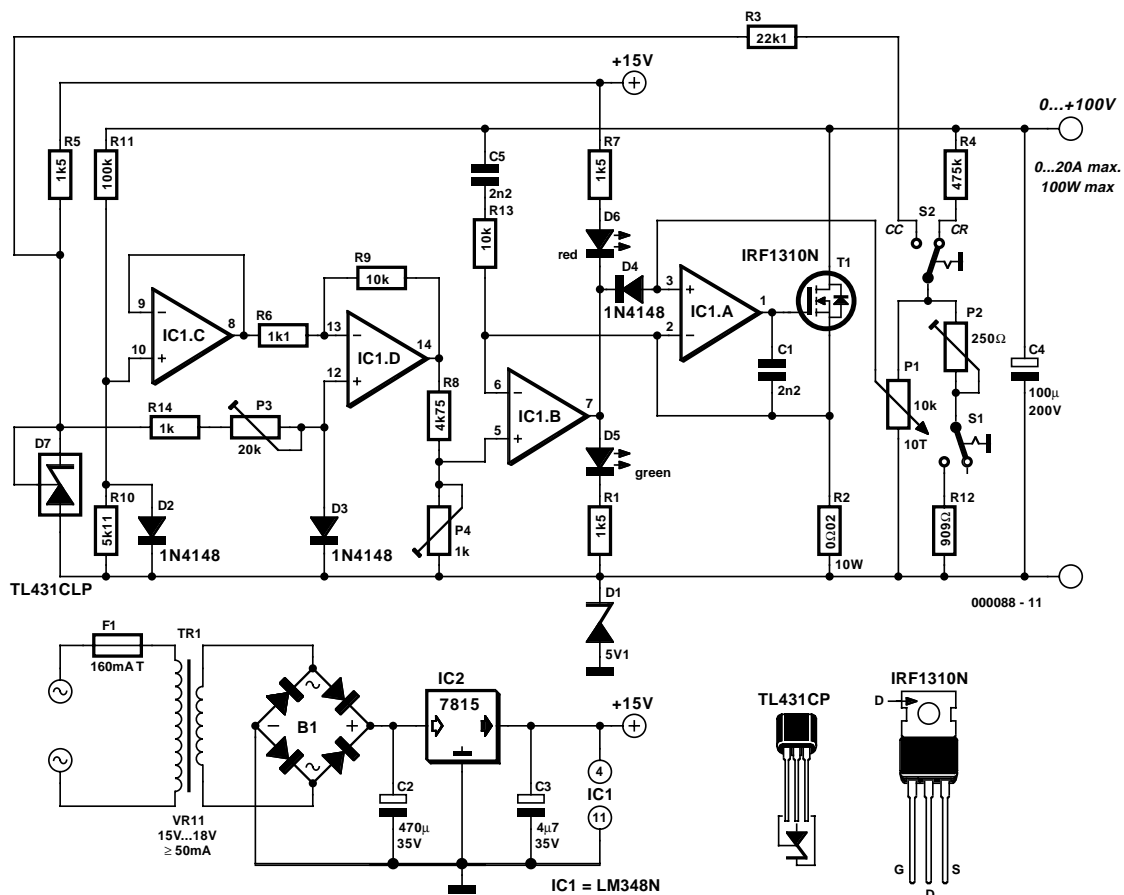 R3
22k1
+15V
0...+100V
R5
1k5
R11
100k
C5
2n2
R7
1k5
R4
475k
0...20A max.
100W max
R13
10k
D6
red
S2
CC
CR
R9
10k
D4
1N4148
IRF1310N
T1
9
10
8
IC1.C
R6
1k1
13
12
14
IC1.D
3
2
1
IC1.A
P2
250Ω
C1
2n2
P1
10k
10T
C4
100µ
200V
R8
4k75
6
5
7
IC1.B
R14
1k
P3
20k
S1
D5
green
D7
R10
5k11
D2
1N4148
D3
1N4148
P4
1k
R1
1k5
R2
0Ω02
10W
R12
909Ω
TL431CLP
000088 - 11
D1
5V1
F1
160mA T
TR1
VR11
15V...18V
≥ 50mA
B1
IC2
7815
+15V
C2
470µ
35V
C3
4µ7
35V
4
IC1
11
IC1 = LM348N
TL431CP
IRF1310N
D
G
S
D